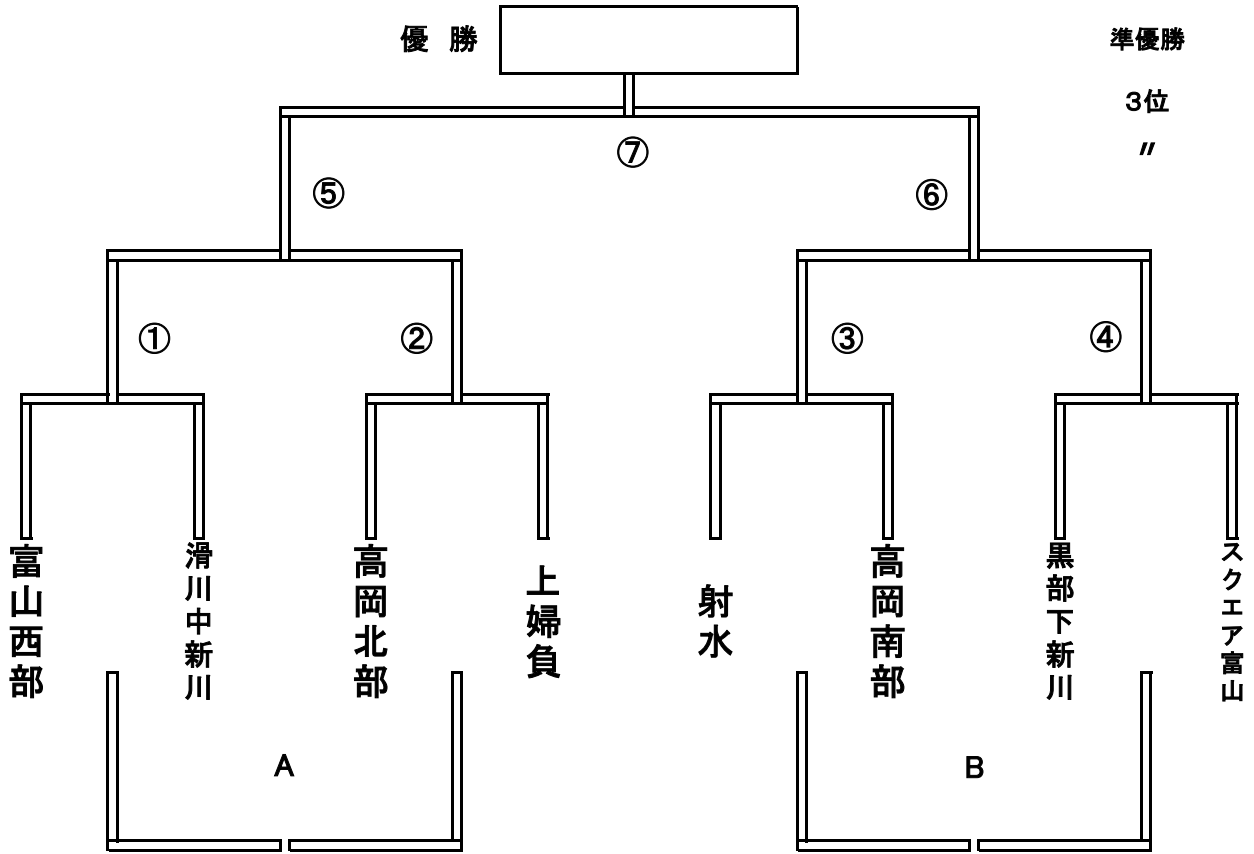 優 勝
準優勝
3位
〃
⑦
⑤
⑥
①
②
③
④
富山西部
滑川中新川
高岡北部
上婦負
射水
高岡南部
黒部下新川
スクエア富山
A
B